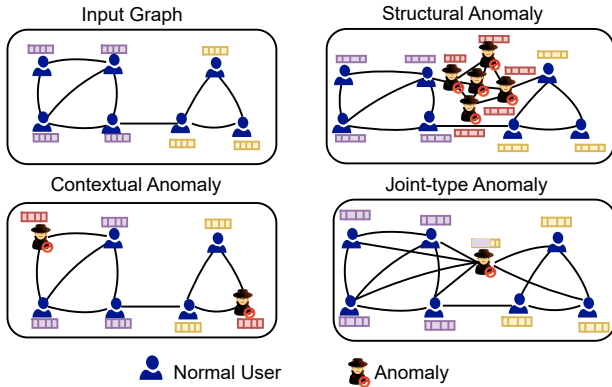 Input Graph
Structural Anomaly
Contextual Anomaly
Joint-type Anomaly
Normal User
Anomaly